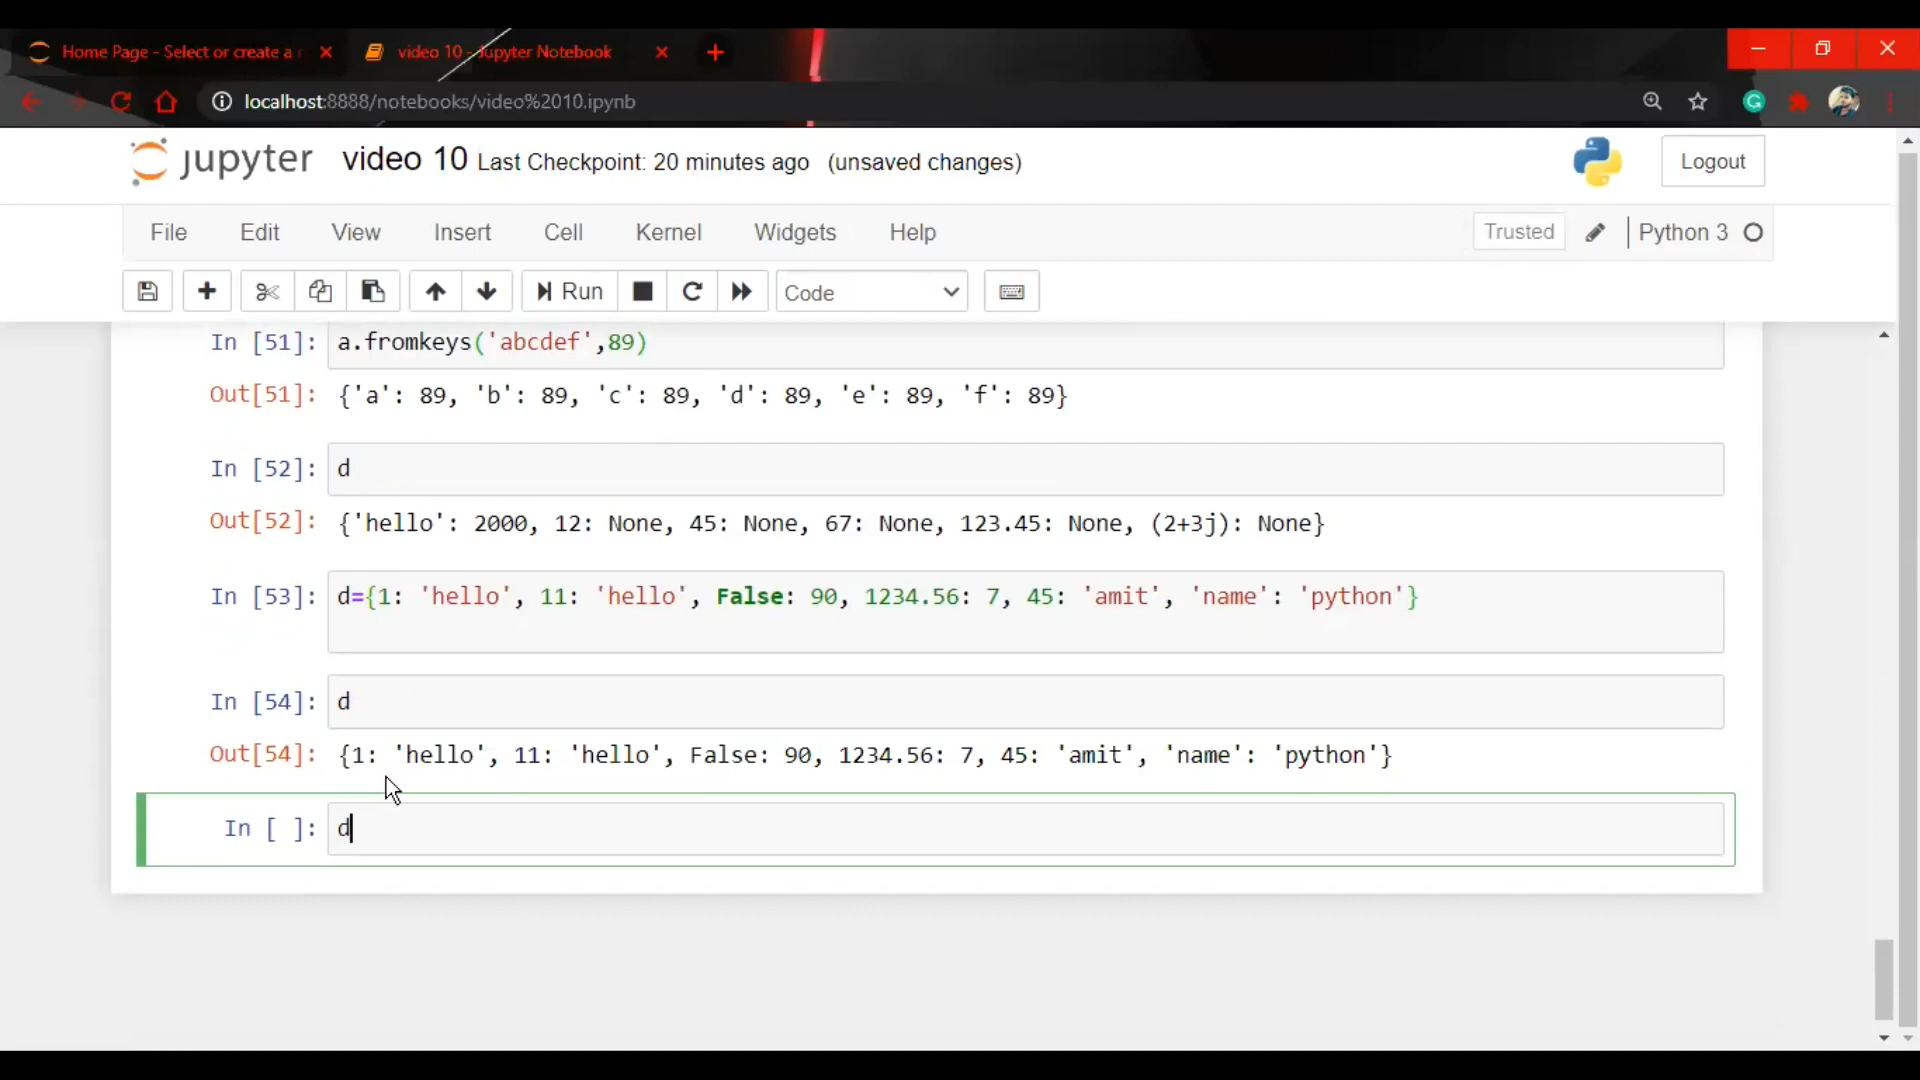 Home Page - Select or create a n
video 10 - Jupyter Notebook
localhost:8888/notebooks/video%2010.ipynb
jupyter video 10 Last Checkpoint: 20 minutes ago (unsaved changes)
Logout
File Edit View Insert Cell Kernel Widgets Help
Trusted
Python 3
Run
Code
In [51]: a.fromkeys('abcdef',89)
Out[51]: {'a': 89, 'b': 89, 'c': 89, 'd': 89, 'e': 89, 'f': 89}
In [52]: d
Out[52]: {'hello': 2000, 12: None, 45: None, 67: None, 123.45: None, (2+3j): None}
In [53]: d={1: 'hello', 11: 'hello', False: 90, 1234.56: 7, 45: 'amit', 'name': 'python'}
In [54]: d
Out[54]: {1: 'hello', 11: 'hello', False: 90, 1234.56: 7, 45: 'amit', 'name': 'python'}
In [ ]: d